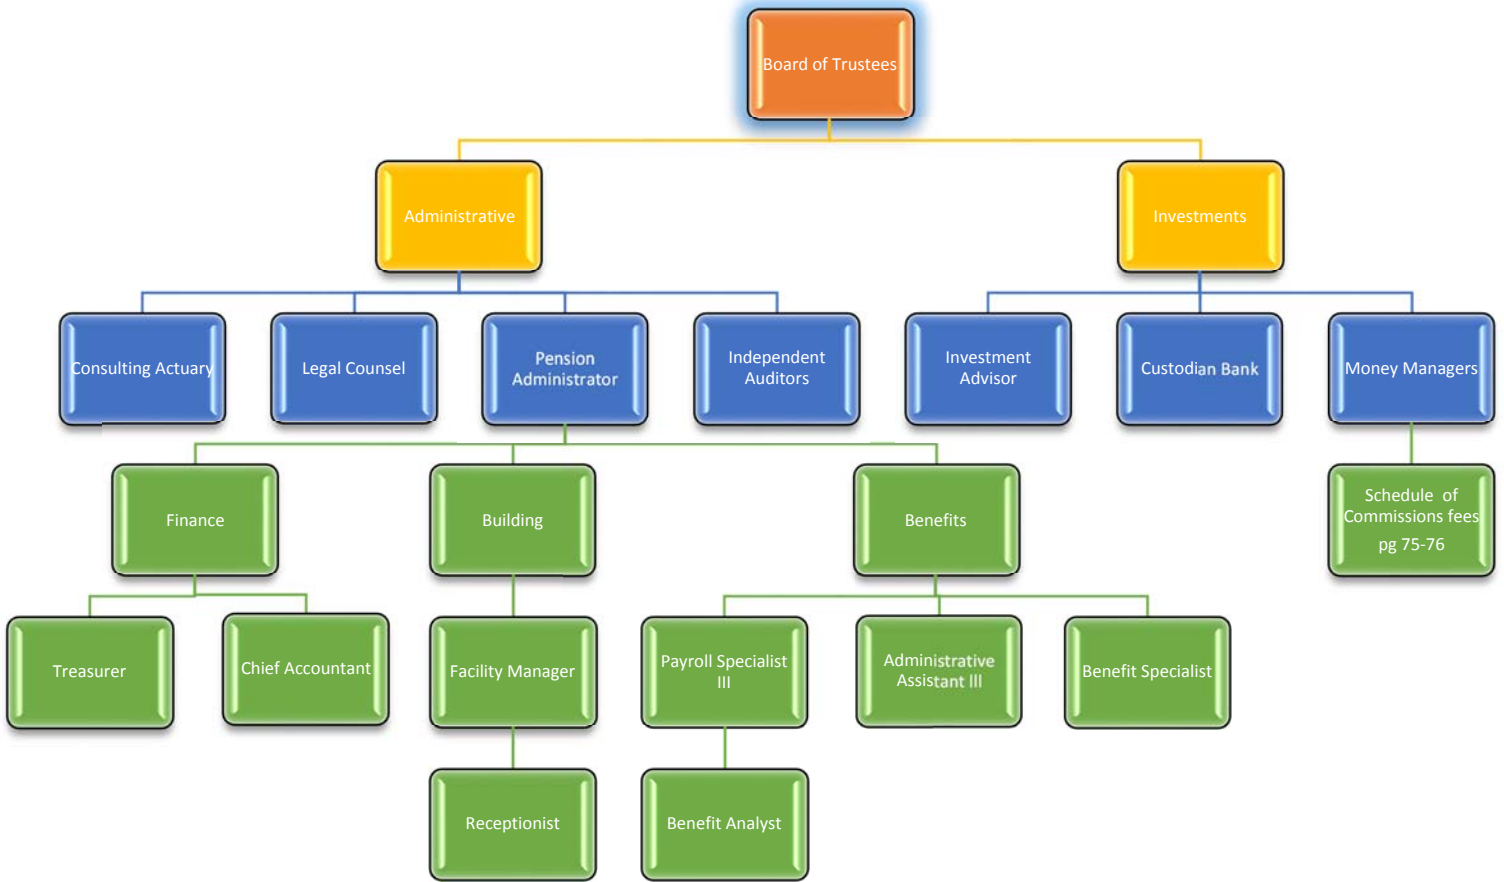 Board of Trustees
Administrative
Investments
Consulting Actuary
Legal Counsel
Pension
Administrator
Independent
Auditors
Investment
Advisor
Custodian Bank
Money Managers
Finance
Building
Benefits
Schedule of
Commissions fees
pg 75-76
Treasurer
Chief Accountant
Facility Manager
Payroll Specialist
III
Administrative
Assistant III
Benefit Specialist
Receptionist
Benefit Analyst